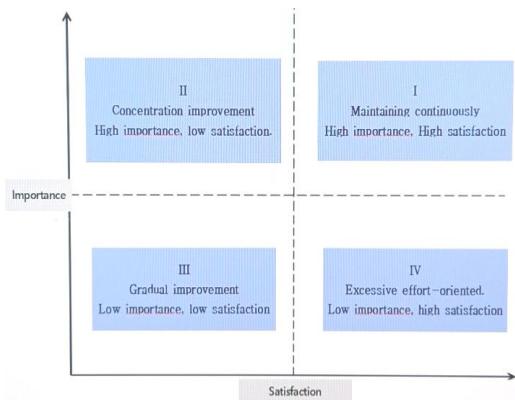 II
Concentration improvement
High importance, low satisfaction.
I
Maintaining continuously
High importance, High satisfaction
Importance
III
Gradual improvement
Low importance, low satisfaction
IV
Excessive effort-oriented.
Low importance, high satisfaction
Satisfaction